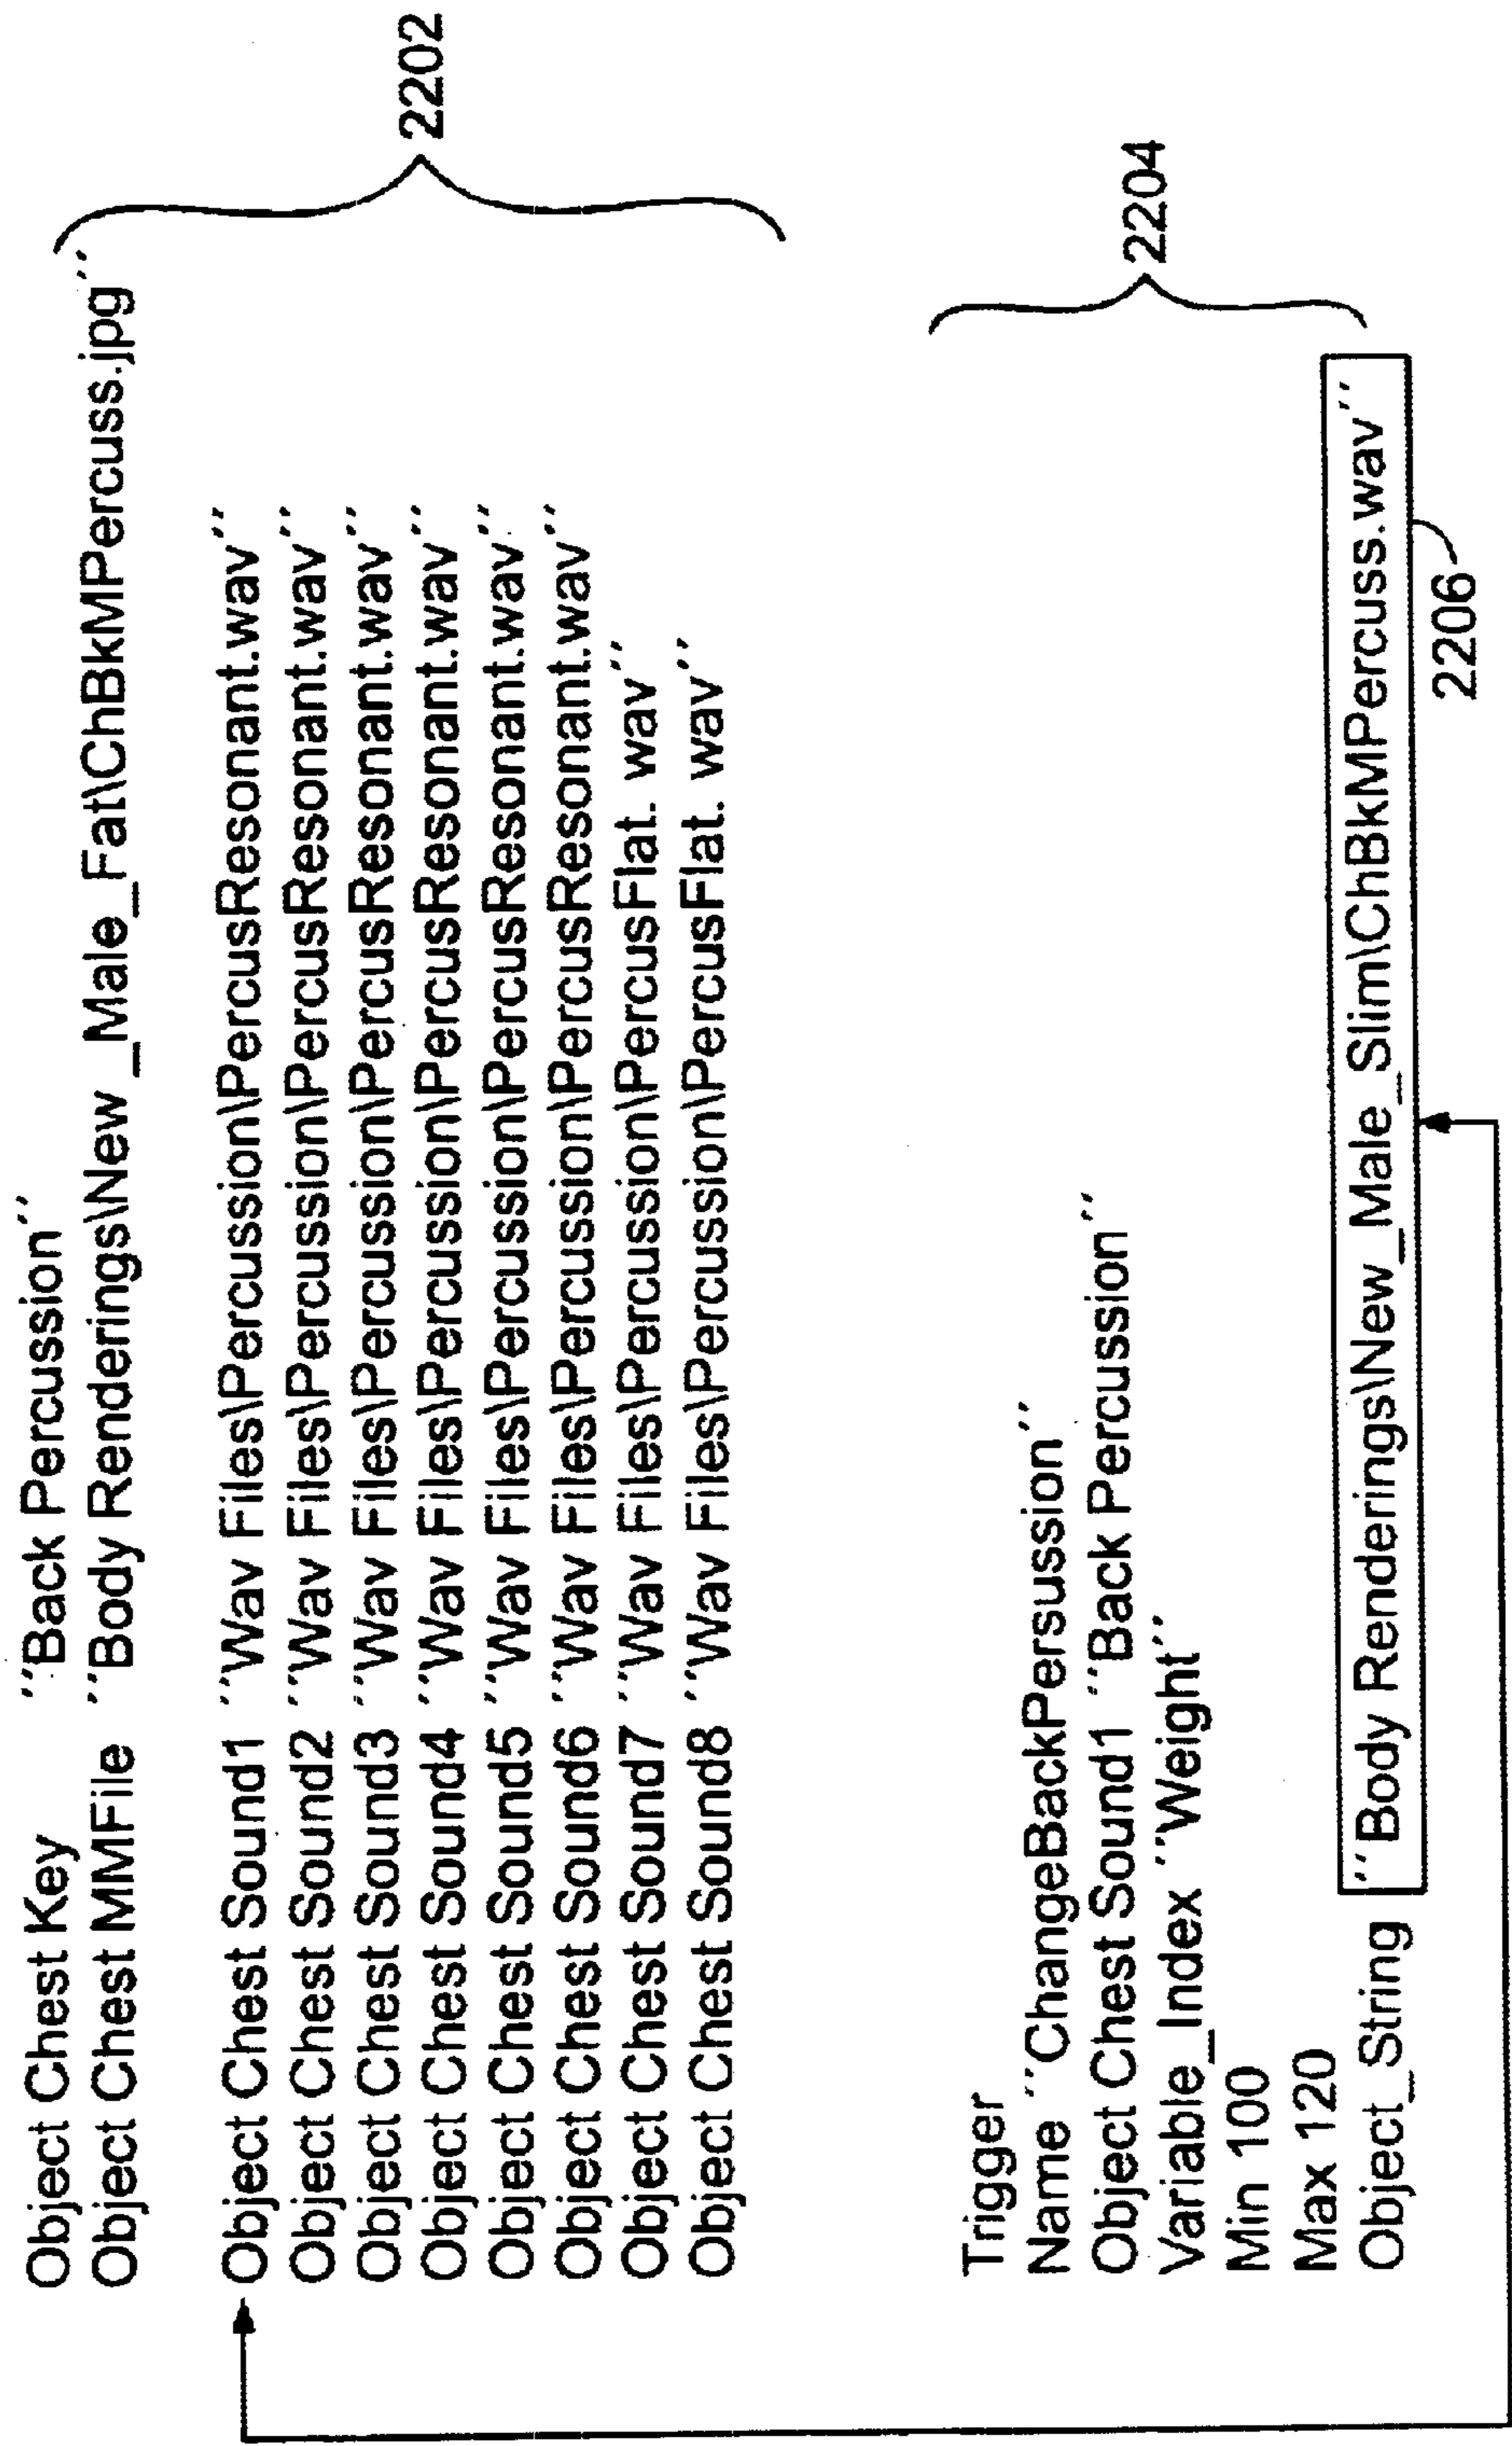 Object Chest Key ´´Back Percussion´´
Object Chest MMFile ´´Body Renderings\New_Male_Fat\ChBkMPercuss.jpg´´
Object Chest Sound1 ´´Wav Files\Percussion\PercusResonant.wav´´
Object Chest Sound2 ´´Wav Files\Percussion\PercusResonant.wav´´
Object Chest Sound3 ´´Wav Files\Percussion\PercusResonant.wav´´
Object Chest Sound4 ´´Wav Files\Percussion\PercusResonant.wav´´
Object Chest Sound5 ´´Wav Files\Percussion\PercusResonant.wav´´
Object Chest Sound6 ´´Wav Files\Percussion\PercusResonant.wav´´
Object Chest Sound7 ´´Wav Files\Percussion\PercusFlat. wav´´
Object Chest Sound8 ´´Wav Files\Percussion\PercusFlat. wav´´
2202
Trigger
Name ´´ChangeBackPersussion´´
Object Chest Sound1 ´´Back Percussion´´
Variable_Index ´´Weight´´
Min 100
Max 120
Object_String ´´Body Renderings\New_Male_Slim\ChBkMPercuss.wav´´
2204
2206